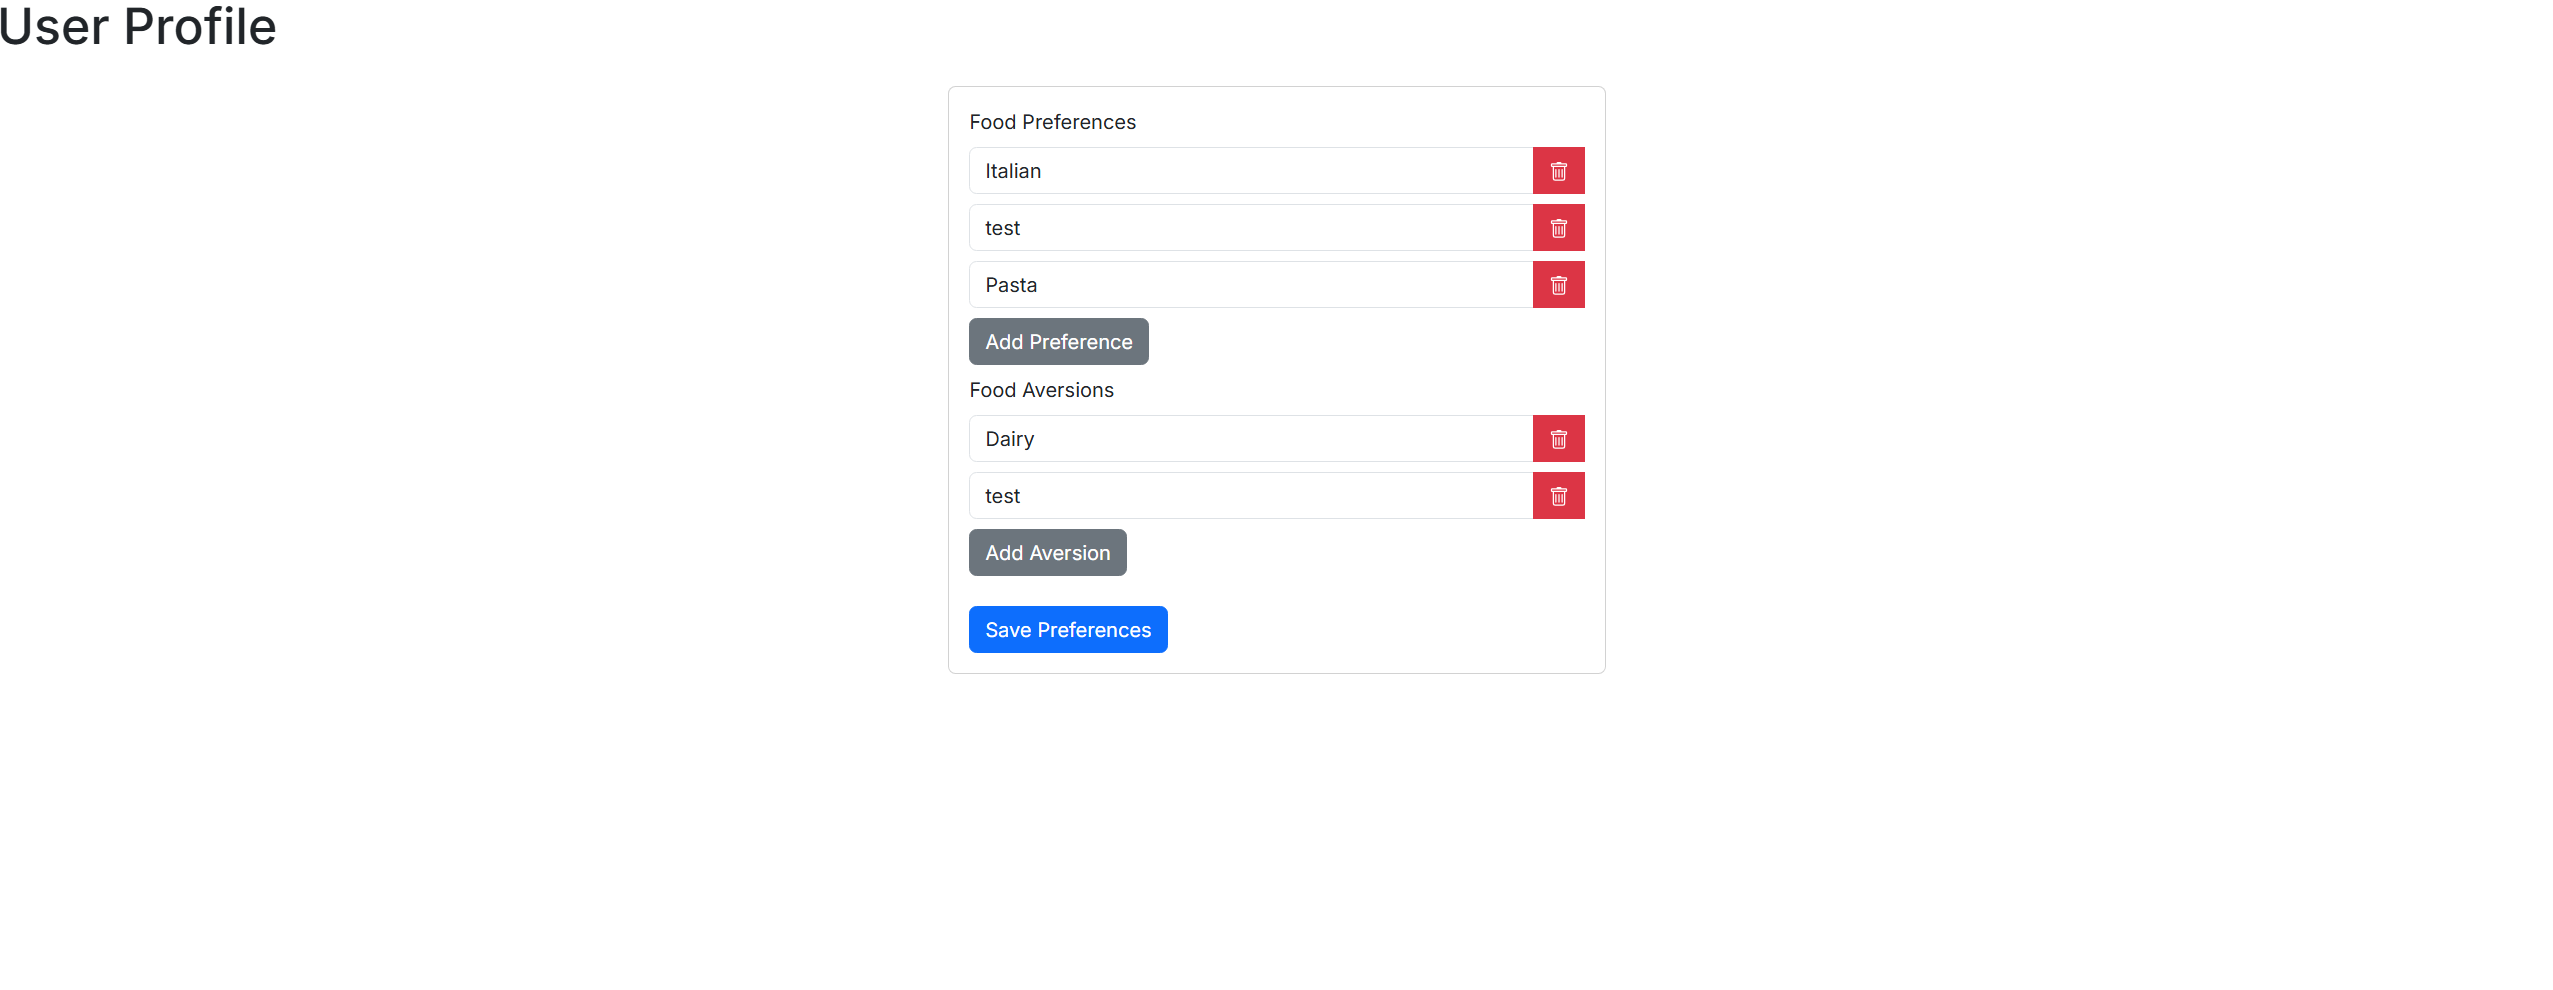 User Profile
Food Preferences
Italian
test
Pasta
Add Preference
Food Aversions
Dairy
test
Add Aversion
Save Preferences